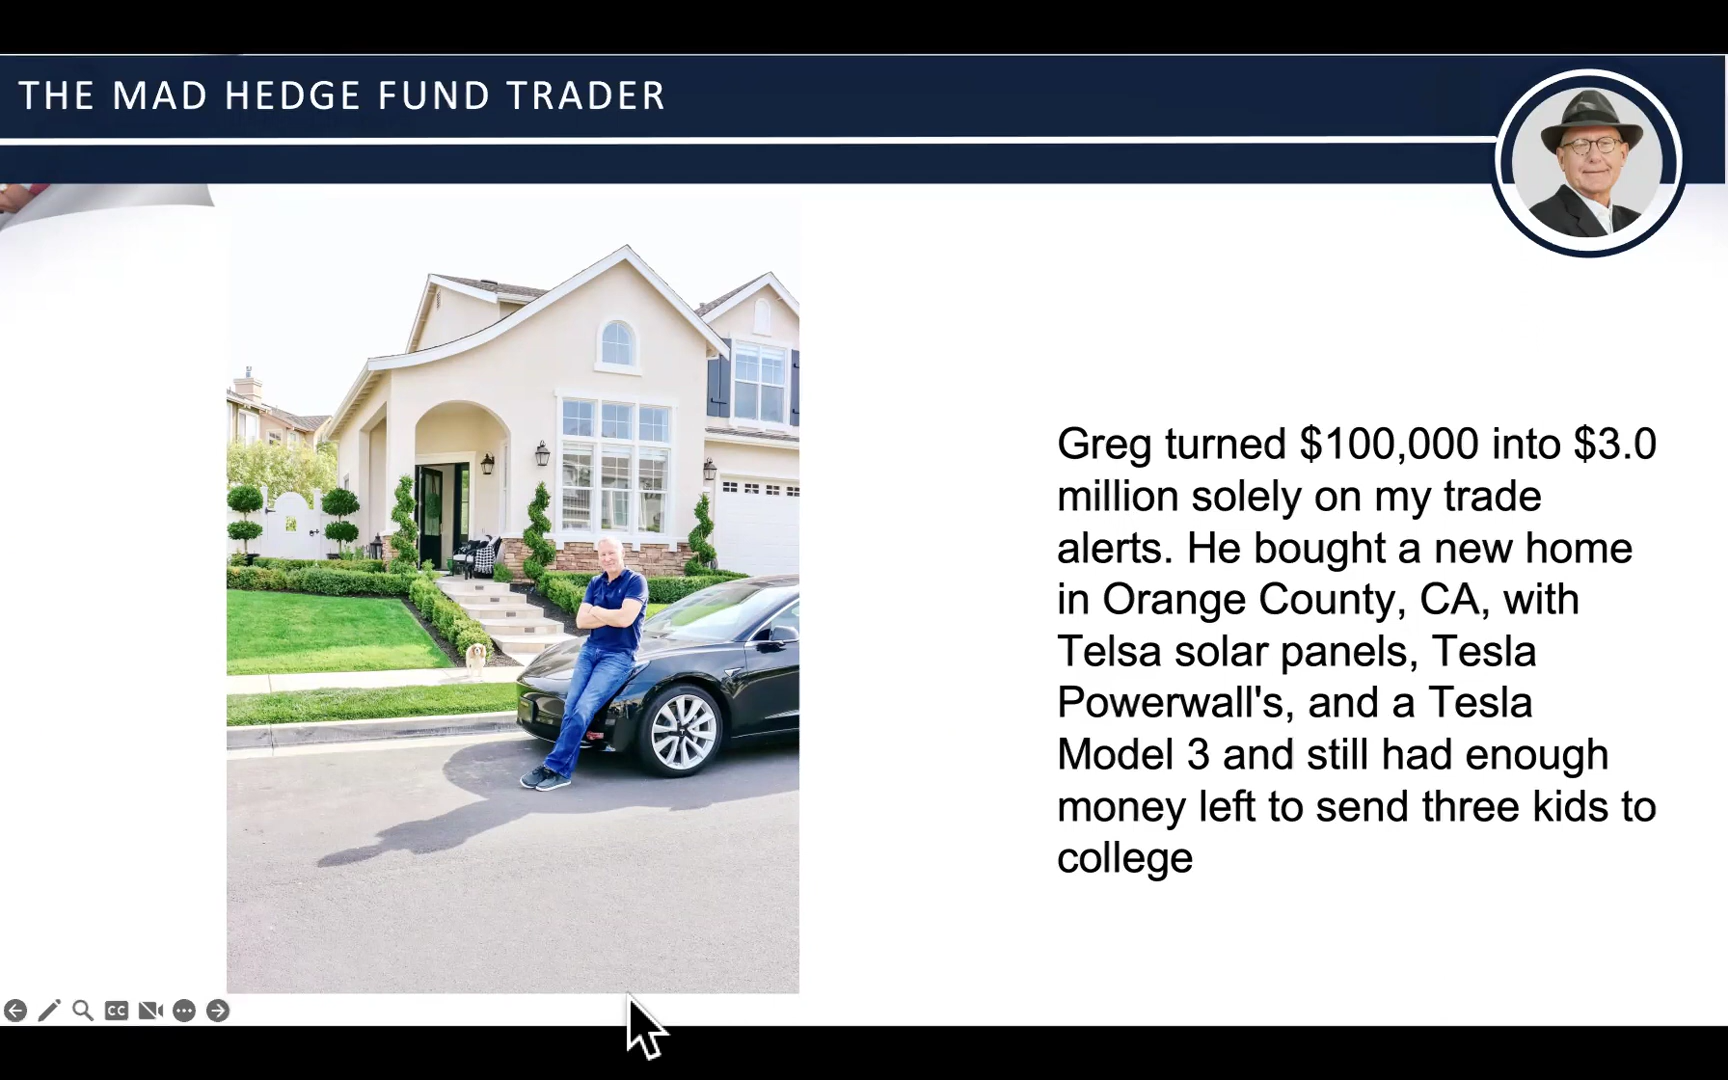 THE MAD HEDGE FUND TRADER
Greg turned $100,000 into $3.0
million solely on my trade
alerts. He bought a new home
in Orange County, CA, with
Telsa solar panels, Tesla
Powerwall's, and a Tesla
Model 3 and still had enough
money left to send three kids to
college
CC